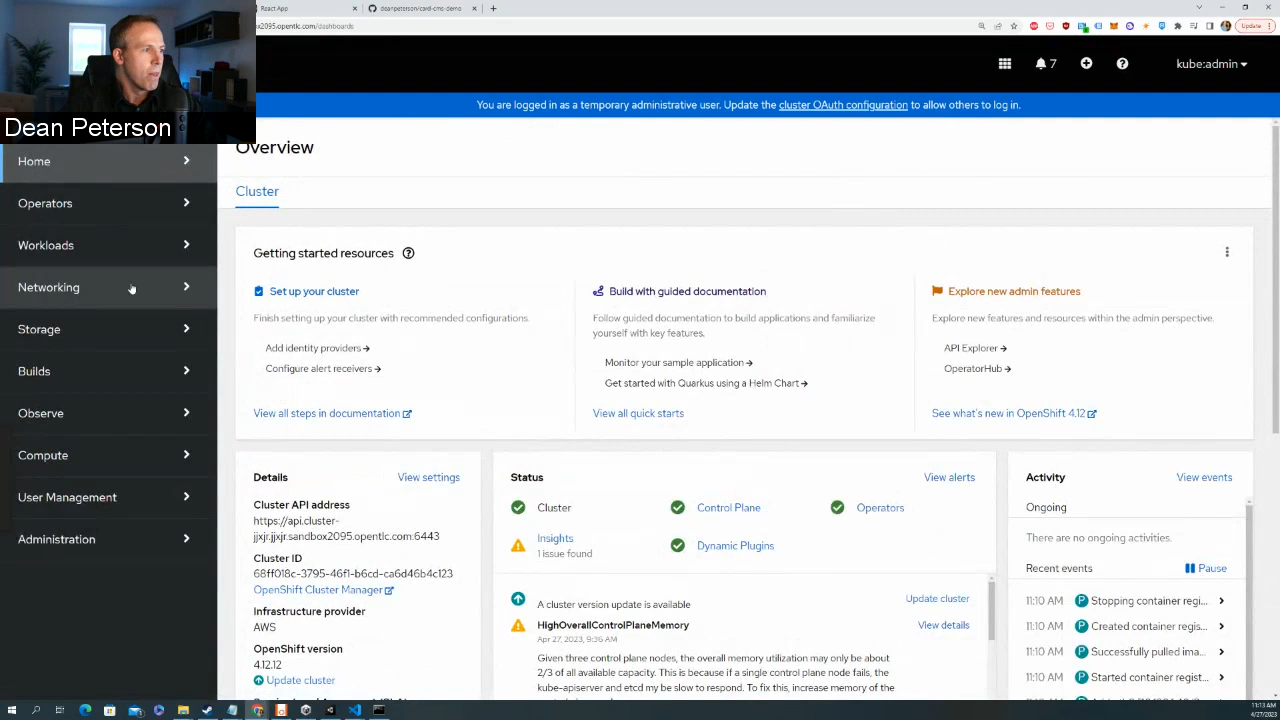 React App
deanpeterson/card-cms-demo
box2095.opentlc.com/dashboards
Update
7
kube:admin
You are logged in as a temporary administrative user. Update the cluster OAuth configuration to allow others to log in.
Dean Peterson
Home
Operators
Workloads
Networking
Storage
Builds
Observe
Compute
User Management
Administration
Overview
Cluster
Getting started resources
Set up your cluster
Finish setting up your cluster with recommended configurations.
Add identity providers
Configure alert receivers
View all steps in documentation
Build with guided documentation
Follow guided documentation to build applications and familiarize
yourself with key features.
Monitor your sample application
Get started with Quarkus using a Helm Chart
View all quick starts
Explore new admin features
Explore new features and resources within the admin perspective.
API Explorer
OperatorHub
See what's new in OpenShift 4.12
Details
View settings
Cluster API address
https://api.cluster-
jjxjr.jjxjr.sandbox2095.opentlc.com:6443
Cluster ID
68ff018c-3795-46f1-b6cd-ca6d46b4c123
OpenShift Cluster Manager
Infrastructure provider
AWS
OpenShift version
4.12.12
Update cluster
Status
View alerts
Cluster
Control Plane
Operators
Insights
1 issue found
Dynamic Plugins
A cluster version update is available
Update cluster
HighOverallControlPlaneMemory
View details
Apr 27, 2023, 9:36 AM
Given three control plane nodes, the overall memory utilization may only be about
2/3 of all available capacity. This is because if a single control plane node fails, the
kube-apiserver and etcd my be slow to respond. To fix this, increase memory of the
Activity
View events
Ongoing
There are no ongoing activities.
Recent events
Pause
11:10 AM P Stopping container regi...
11:10 AM P Created container regis...
11:10 AM P Successfully pulled ima...
11:10 AM P Started container regist...
11:13 AM
4/27/2023